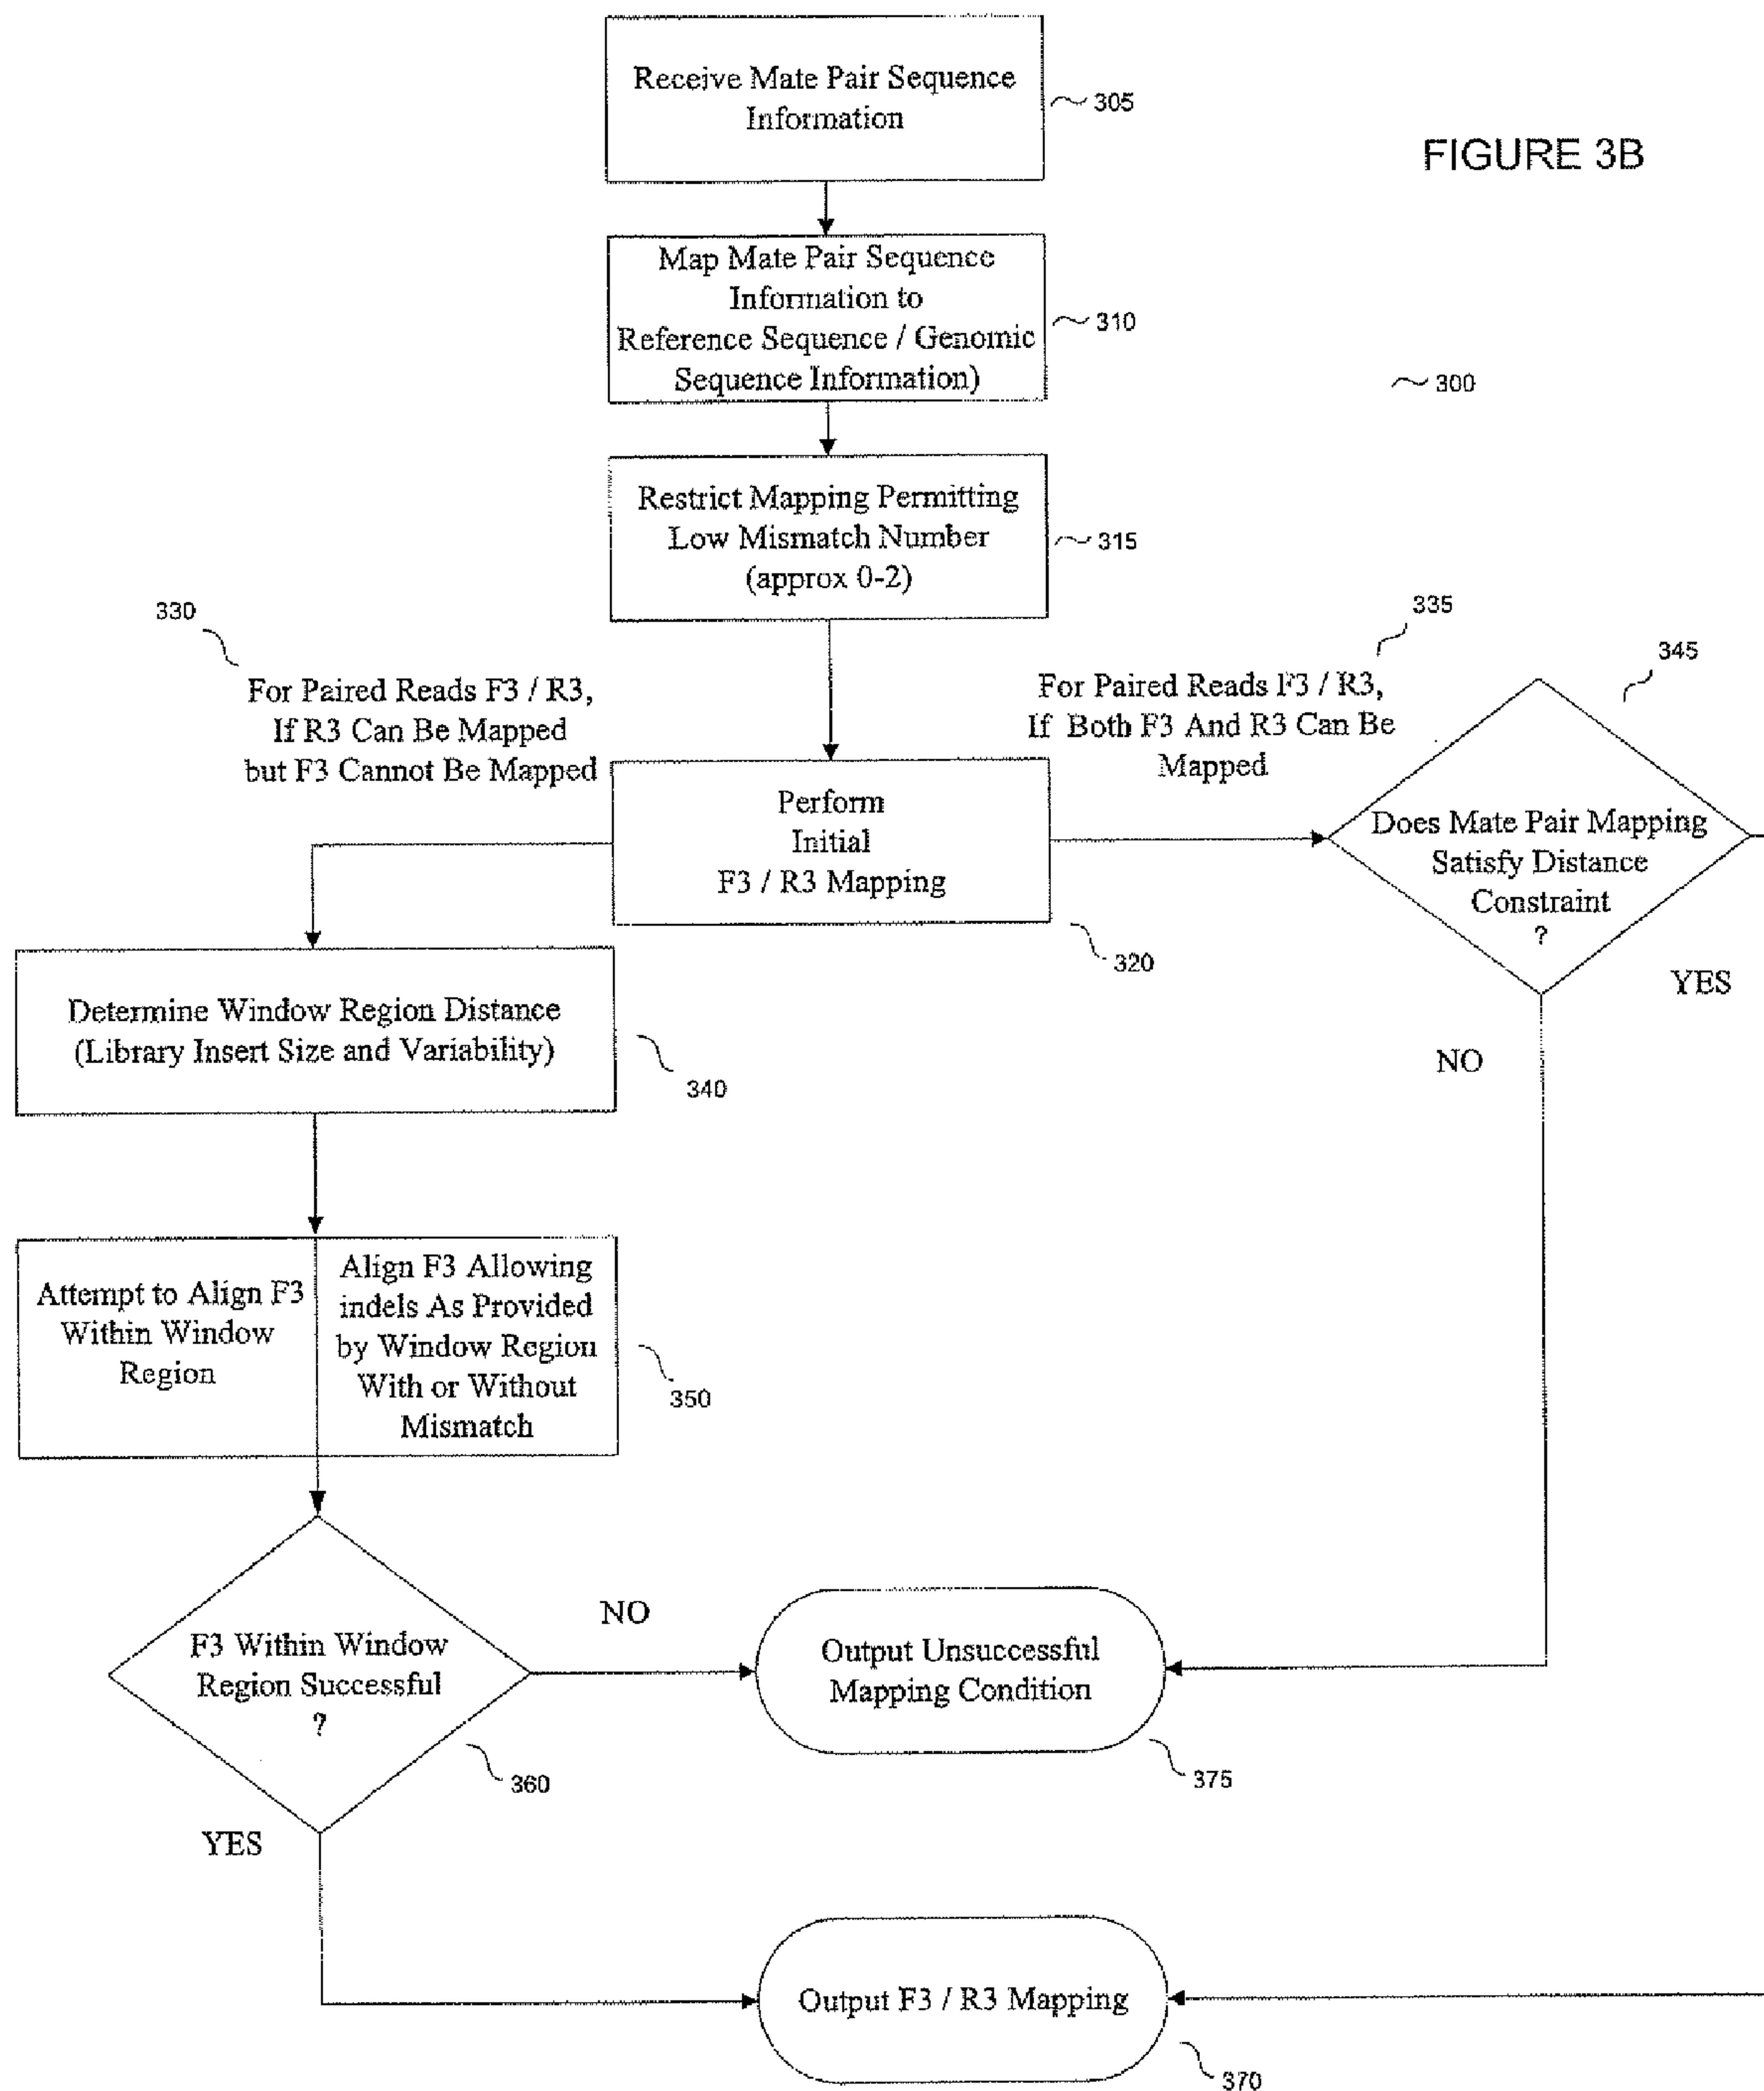 Receive Mate Pair Sequence
Information
305
FIGURE 3B
Map Mate Pair Sequence
Information to
Reference Sequence / Genomic
Sequence Information)
310
300
Restrict Mapping Permitting
Low Mismatch Number
(approx 0-2)
315
330
For Paired Reads F3 / R3,
If R3 Can Be Mapped
but F3 Cannot Be Mapped
335
For Paired Reads F3 / R3,
If Both F3 And R3 Can Be
Mapped
345
Perform
Initial
F3 / R3 Mapping
320
Does Mate Pair Mapping
Satisfy Distance
Constraint
?
YES
NO
Determine Window Region Distance
(Library Insert Size and Variability)
340
Attempt to Align F3
Within Window
Region
Align F3 Allowing
indels As Provided
by Window Region
With or Without
Mismatch
350
F3 Within Window
Region Successful
?
360
NO
YES
Output Unsuccessful
Mapping Condition
375
Output F3 / R3 Mapping
370